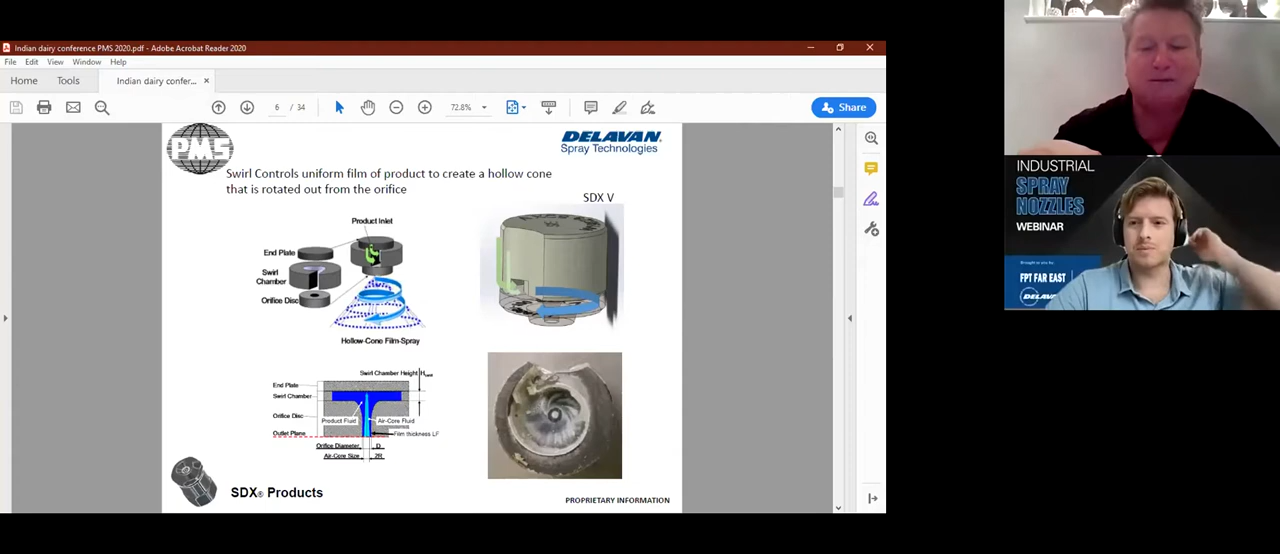 Indian dairy conference PMS 2020.pdf - Adobe Acrobat Reader 2020
File Edit View Window Help
Home Tools Indian dairy confer... ×
6 / 34 72.8% Share
PMS
DELAVAN
Spray Technologies
Swirl Controls uniform film of product to create a hollow cone
that is rotated out from the orifice
SDX V
Product Inlet
End Plate
Swirl
Chamber
Orifice Disc
Hollow-Cone Film-Spray
Swirl Chamber Height H
End Plate
Swirl Chamber
Orifice Disc
Product Fluid
Air-Core Fluid
Outlet Plane
Film thickness LF
Orifice Diameter D
Air-Core Size 2R
SDX® Products
PROPRIETARY INFORMATION
INDUSTRIAL
SPRAY
NOZZLES
WEBINAR
FPT FAR EAST
DELAVAN